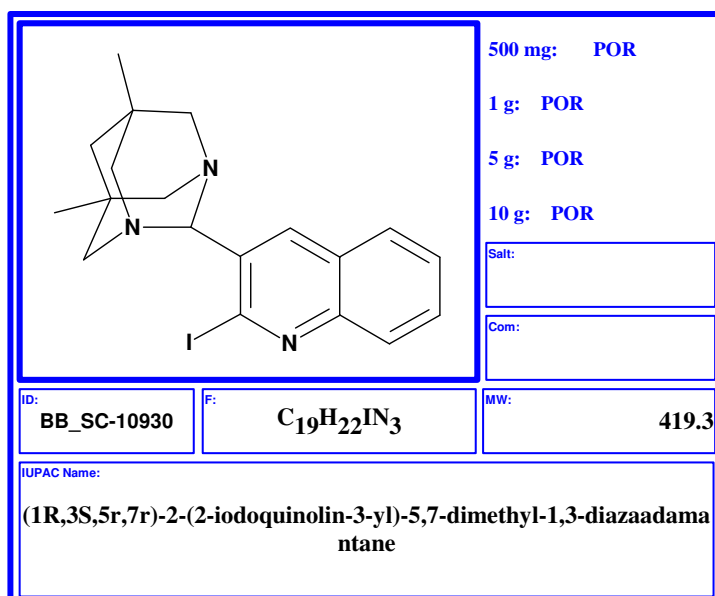 500 mg: POR
1 g: POR
5 g: POR
10 g: POR
N
N
I
N
Salt:
Com:
ID:
BB_SC-10930
F:
C19H22IN3
MW:
419.3
IUPAC Name:
(1R,3S,5r,7r)-2-(2-iodoquinolin-3-yl)-5,7-dimethyl-1,3-diazaadama
ntane